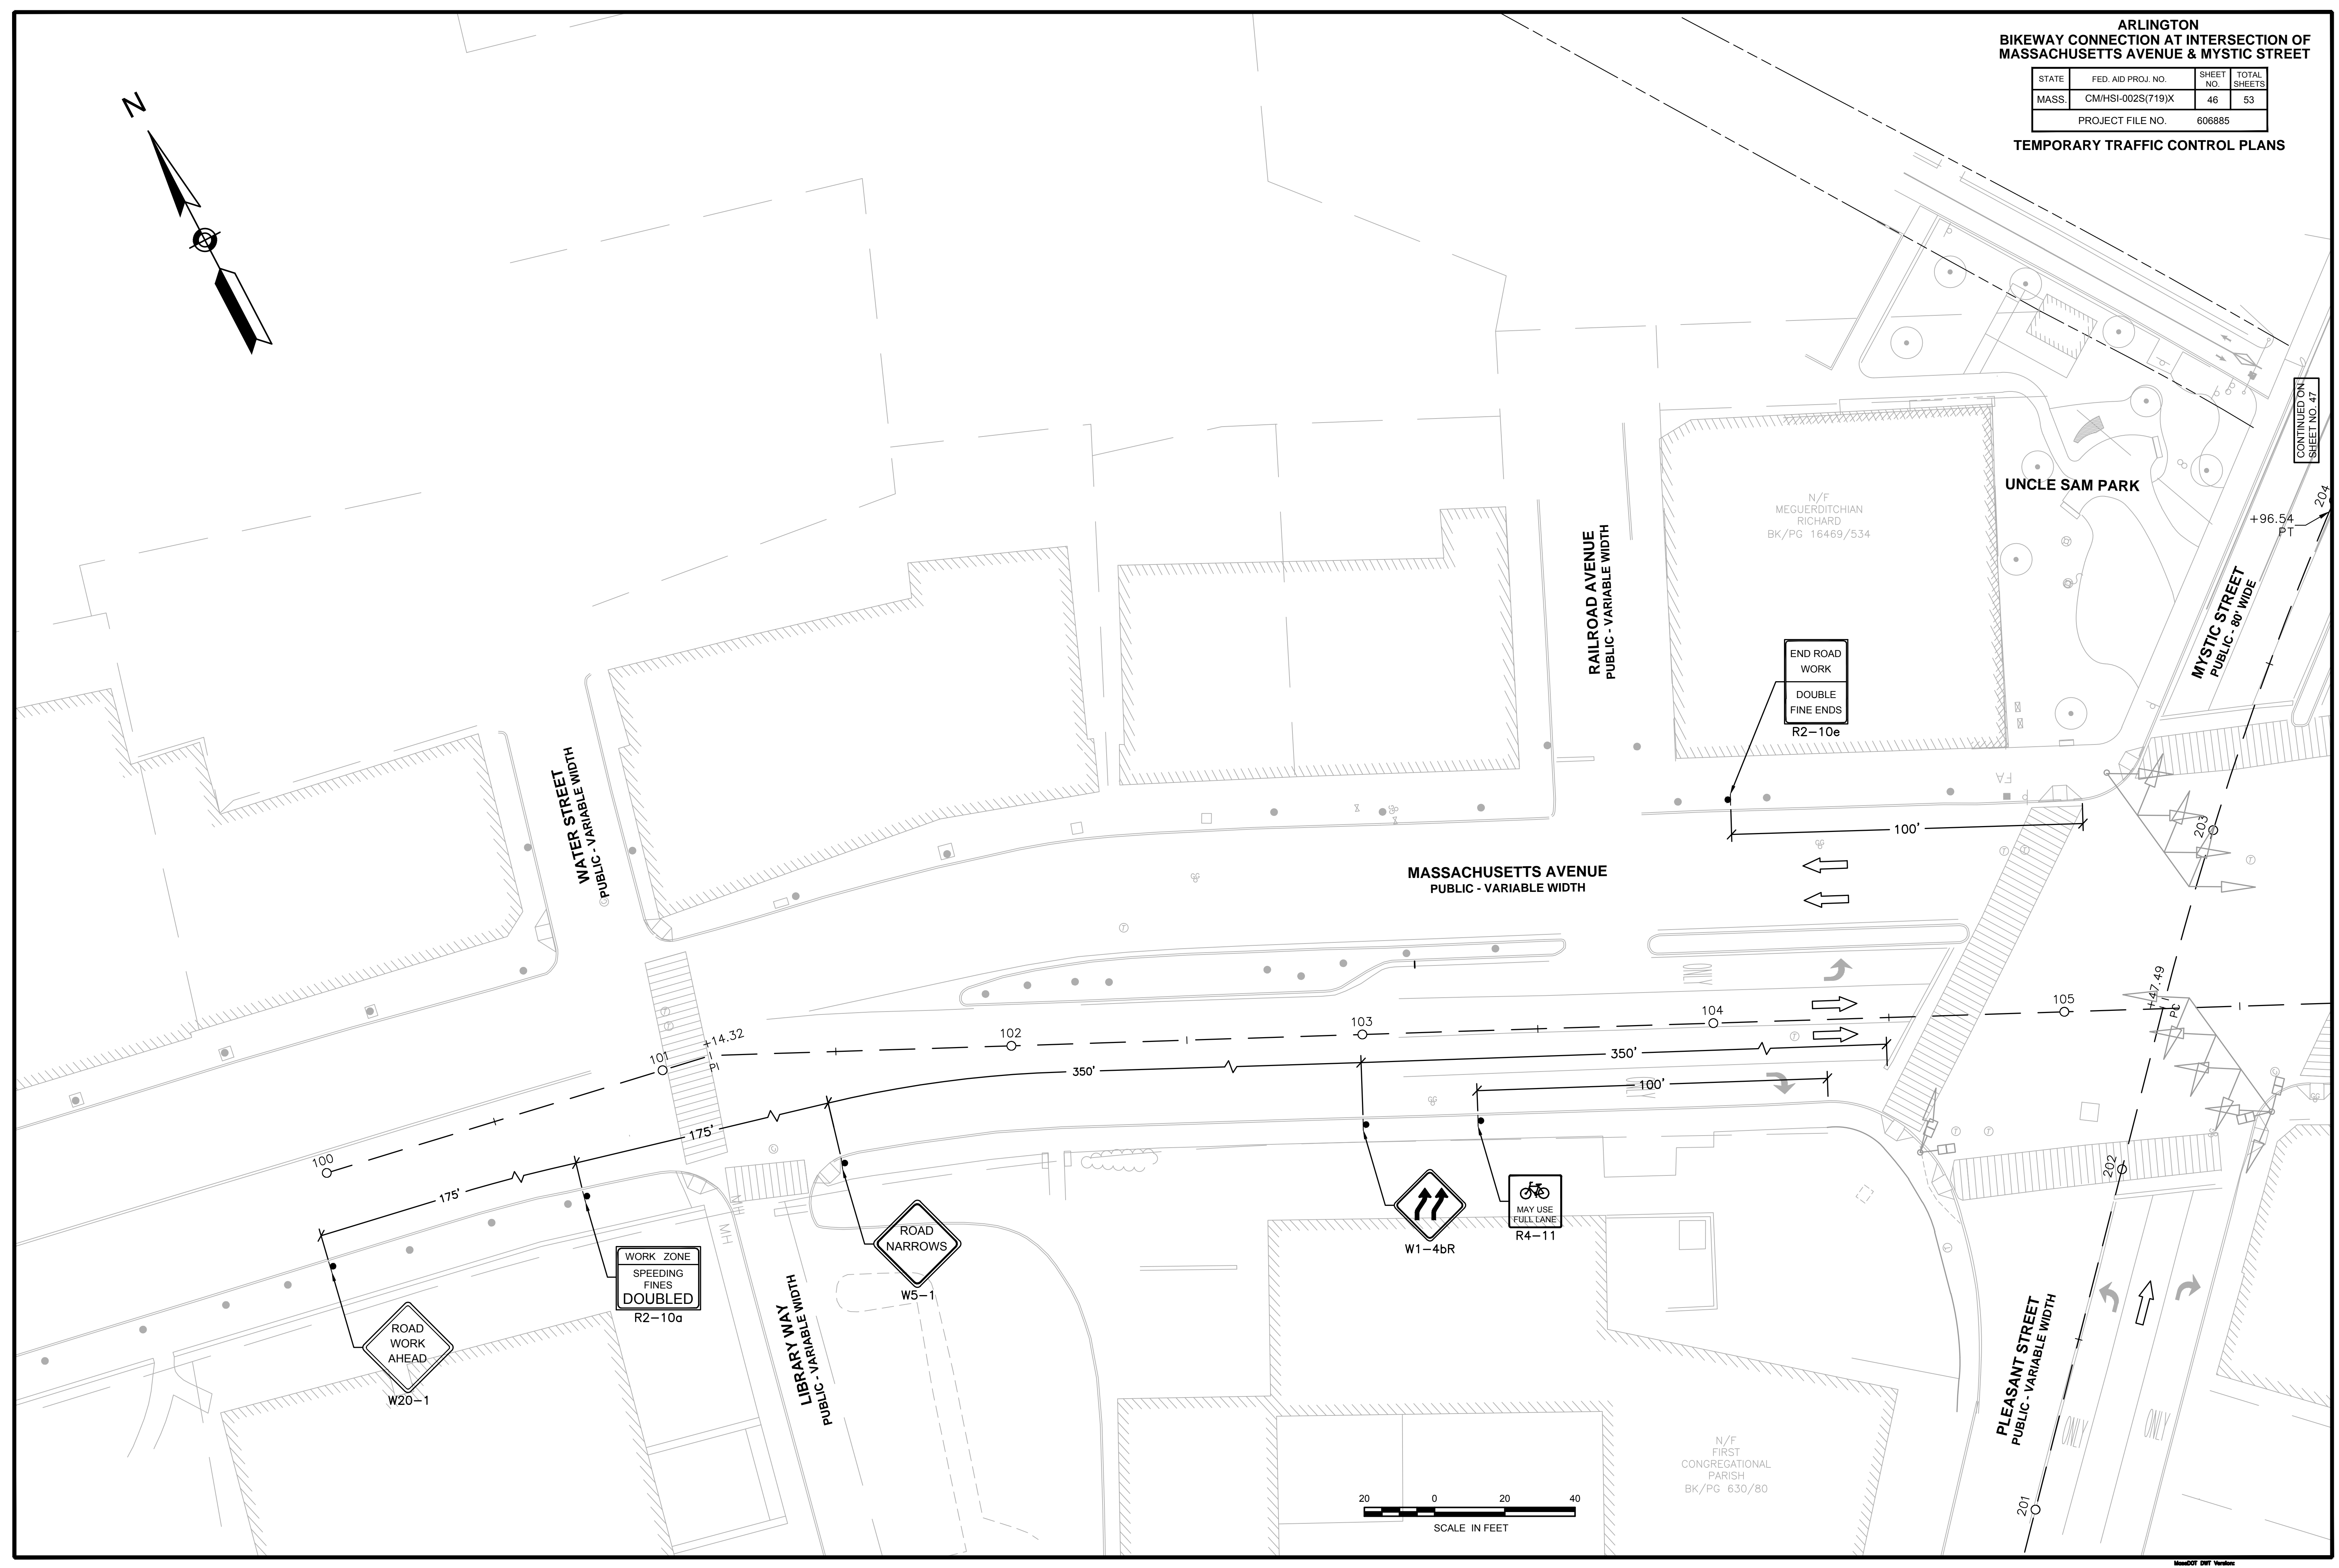 ARLINGTON
BIKEWAY CONNECTION AT INTERSECTION OF
MASSACHUSETTS AVENUE & MYSTIC STREET
STATE FED. AID PROJ. NO. SHEET NO. TOTAL SHEETS
MASS. CM/HSI-002S(719)X 46 53
PROJECT FILE NO. 606885
TEMPORARY TRAFFIC CONTROL PLANS
N
CONTINUED ON
SHEET NO. 47
UNCLE SAM PARK
N/F
MEGUERDITCHIAN
RICHARD
BK/PG 16469/534
204
+96.54
PT
MYSTIC STREET
PUBLIC - 80' WIDE
RAILROAD AVENUE
PUBLIC - VARIABLE WIDTH
END ROAD
WORK
DOUBLE
FINE ENDS
R2-10e
WATER STREET
PUBLIC - VARIABLE WIDTH
FA
100'
203
MASSACHUSETTS AVENUE
PUBLIC - VARIABLE WIDTH
+47.49
PC
105
104
103
102
101
+14.32
PI
100
350'
350'
100'
175'
175'
202
MH
MH
ROAD
NARROWS
W5-1
W1-4bR
MAY USE
FULL LANE
R4-11
WORK ZONE
SPEEDING
FINES
DOUBLED
R2-10a
ROAD
WORK
AHEAD
W20-1
LIBRARY WAY
PUBLIC - VARIABLE WIDTH
PLEASANT STREET
PUBLIC - VARIABLE WIDTH
N/F
FIRST
CONGREGATIONAL
PARISH
BK/PG 630/80
201
20 0 20 40
SCALE IN FEET
MassDOT DWT Version: